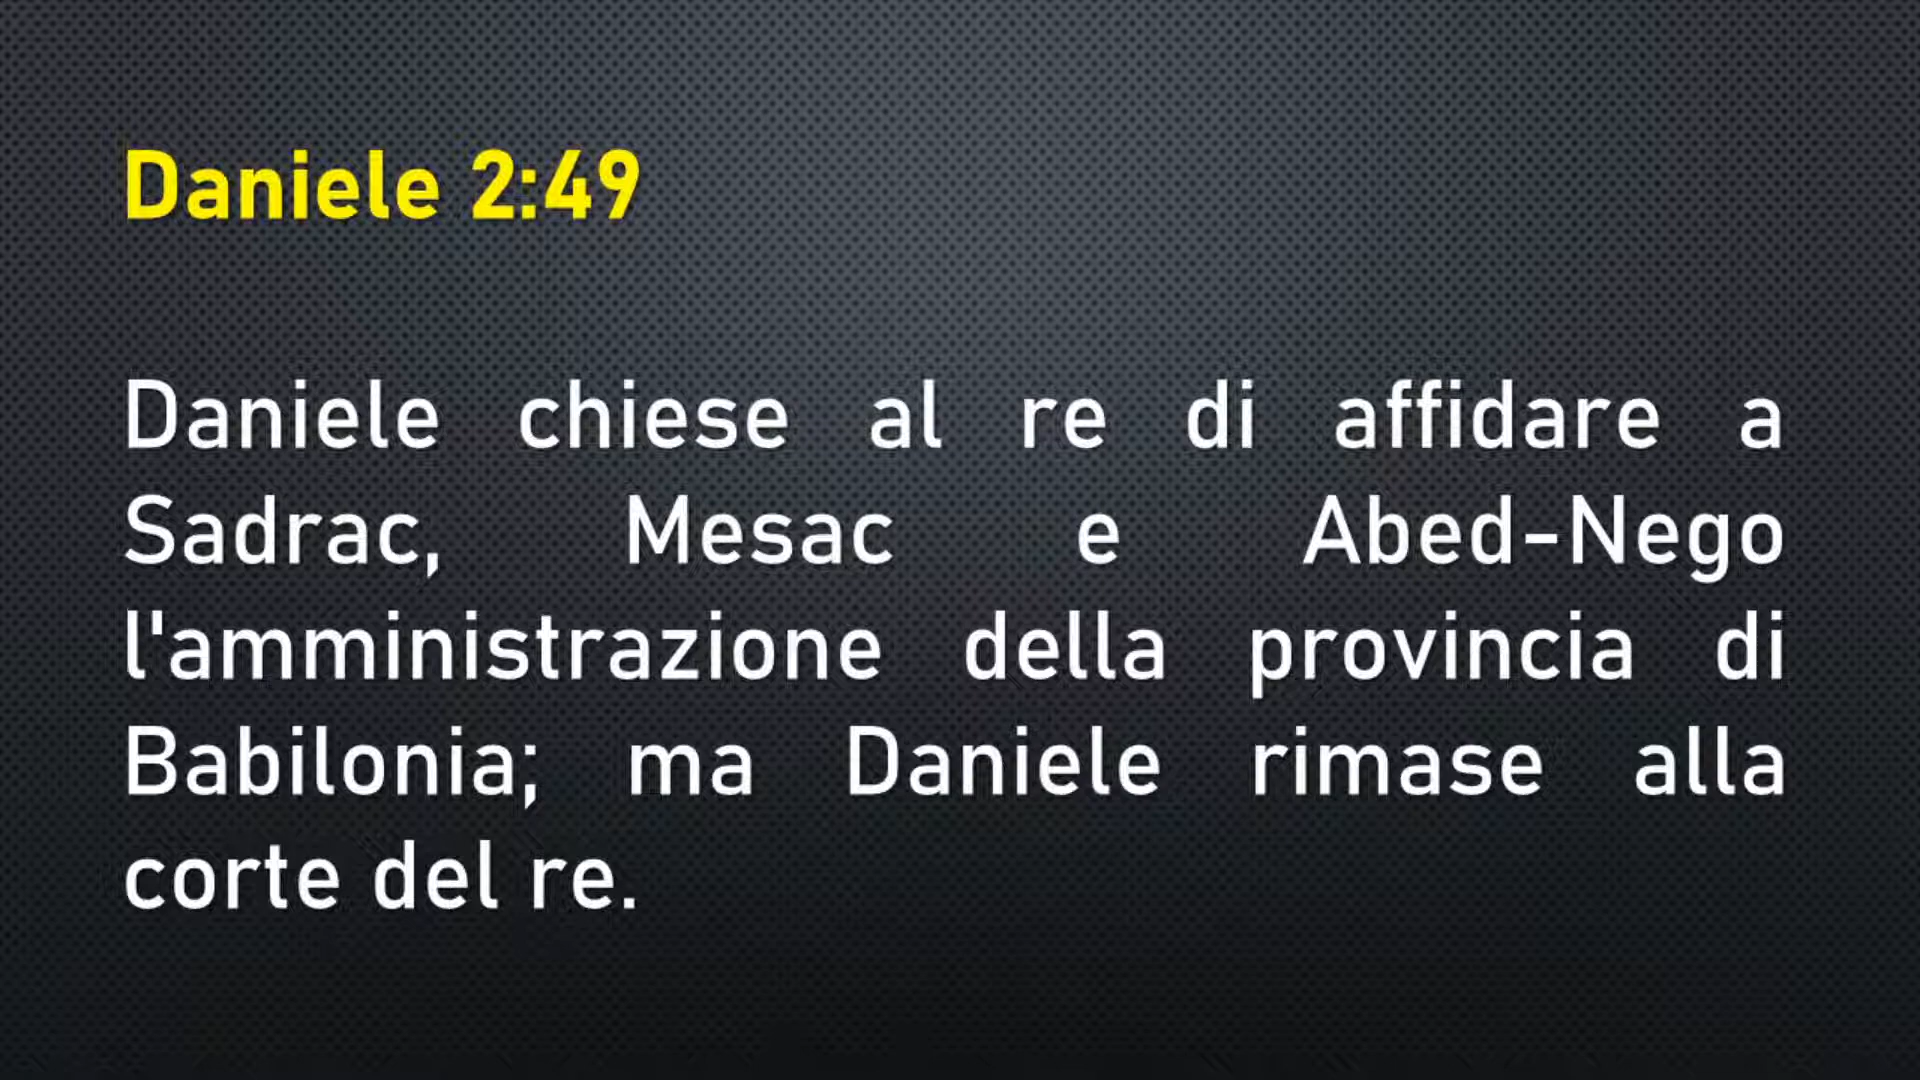 Daniele 2:49
Daniele chiese al re di affidare a
Sadrac, Mesac e Abed-Nego
l'amministrazione della provincia di
Babilonia; ma Daniele rimase alla
corte del re.